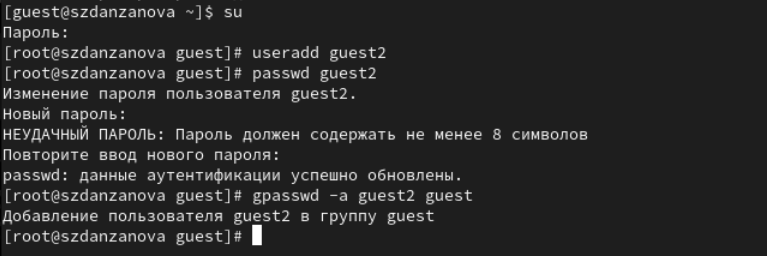 [guest@szdanzanova ~]$ su
Пароль:
[root@szdanzanova guest]# useradd guest2
[root@szdanzanova guest]# passwd guest2
Изменение пароля пользователя guest2.
Новый пароль:
НЕУДАЧНЫЙ ПАРОЛЬ: Пароль должен содержать не менее 8 символов
Повторите ввод нового пароля:
passwd: данные аутентификации успешно обновлены.
[root@szdanzanova guest]# gpasswd -a guest2 guest
Добавление пользователя guest2 в группу guest
[root@szdanzanova guest]#